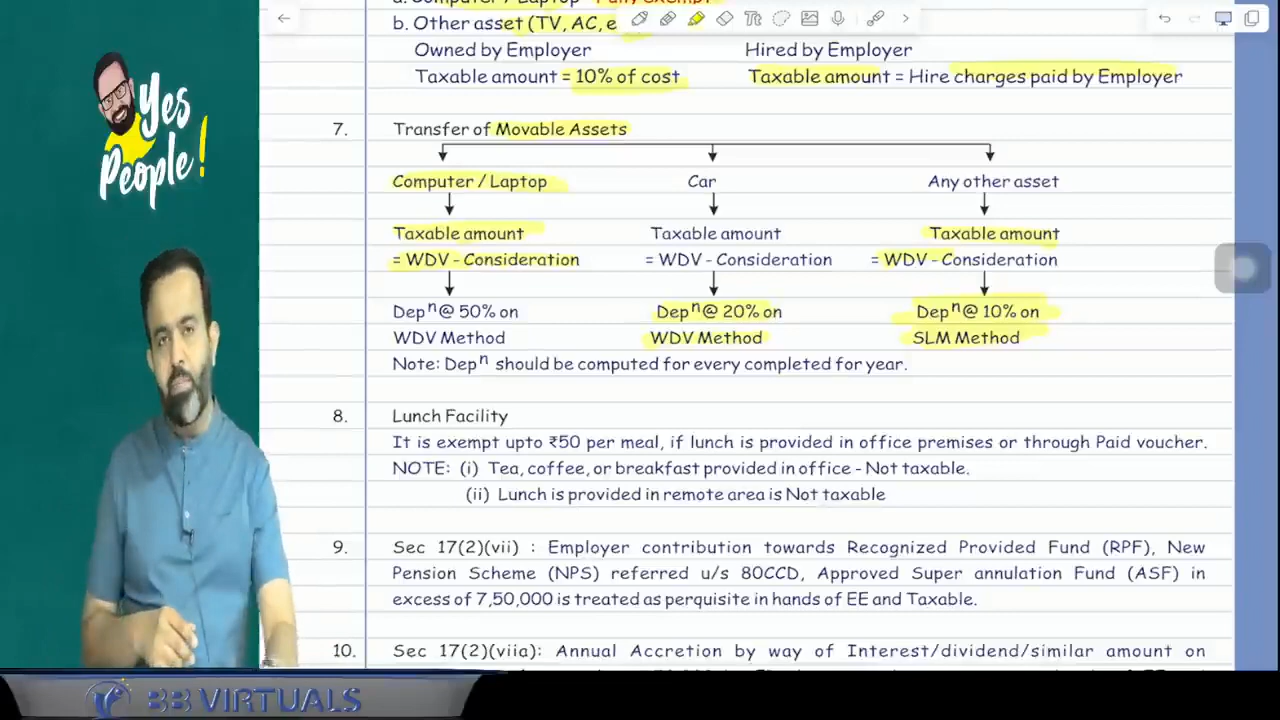 b. Other asset (TV, AC, e
Owned by Employer Hired by Employer
Taxable amount = 10% of cost Taxable amount = Hire charges paid by Employer
7. Transfer of Movable Assets
Computer / Laptop Car Any other asset
Taxable amount Taxable amount Taxable amount
= WDV - Consideration = WDV - Consideration = WDV - Consideration
Depⁿ@ 50% on Depⁿ@ 20% on Depⁿ@ 10% on
WDV Method WDV Method SLM Method
Note: Depⁿ should be computed for every completed for year.
8. Lunch Facility
It is exempt upto ₹50 per meal, if lunch is provided in office premises or through Paid voucher.
NOTE: (i) Tea, coffee, or breakfast provided in office - Not taxable.
(ii) Lunch is provided in remote area is Not taxable
9. Sec 17(2)(vii) : Employer contribution towards Recognized Provided Fund (RPF), New
Pension Scheme (NPS) referred u/s 80CCD, Approved Super annulation Fund (ASF) in
excess of 7,50,000 is treated as perquisite in hands of EE and Taxable.
10. Sec 17(2)(viia): Annual Accretion by way of Interest/dividend/similar amount on
Yes
People!
BB VIRTUALS